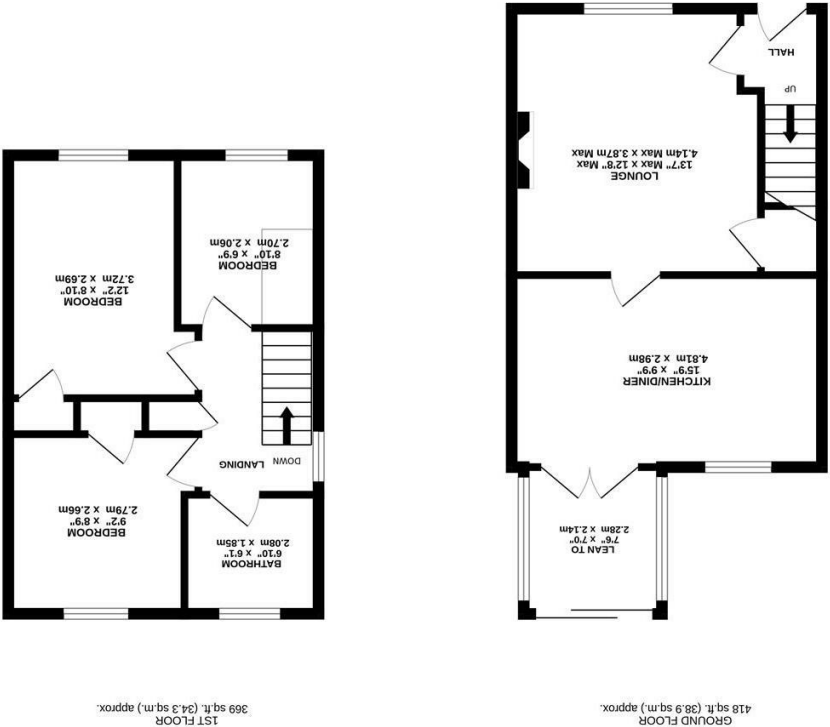 GROUND FLOOR
418 sq.ft. (38.9 sq.m.) approx.
LEAN TO
7'6" x 7'0"
2.28m x 2.14m
KITCHEN/DINER
15'9" x 9'9"
4.81m x 2.98m
LOUNGE
13'7" Max x 12'8" Max
4.14m Max x 3.87m Max
UP
HALL
1ST FLOOR
369 sq.ft. (34.3 sq.m.) approx.
BATHROOM
6'10" x 6'1"
2.08m x 1.85m
BEDROOM
9'2" x 8'9"
2.79m x 2.66m
DOWN
LANDING
BEDROOM
8'10" x 6'9"
2.70m x 2.06m
BEDROOM
12'2" x 8'10"
3.72m x 2.69m